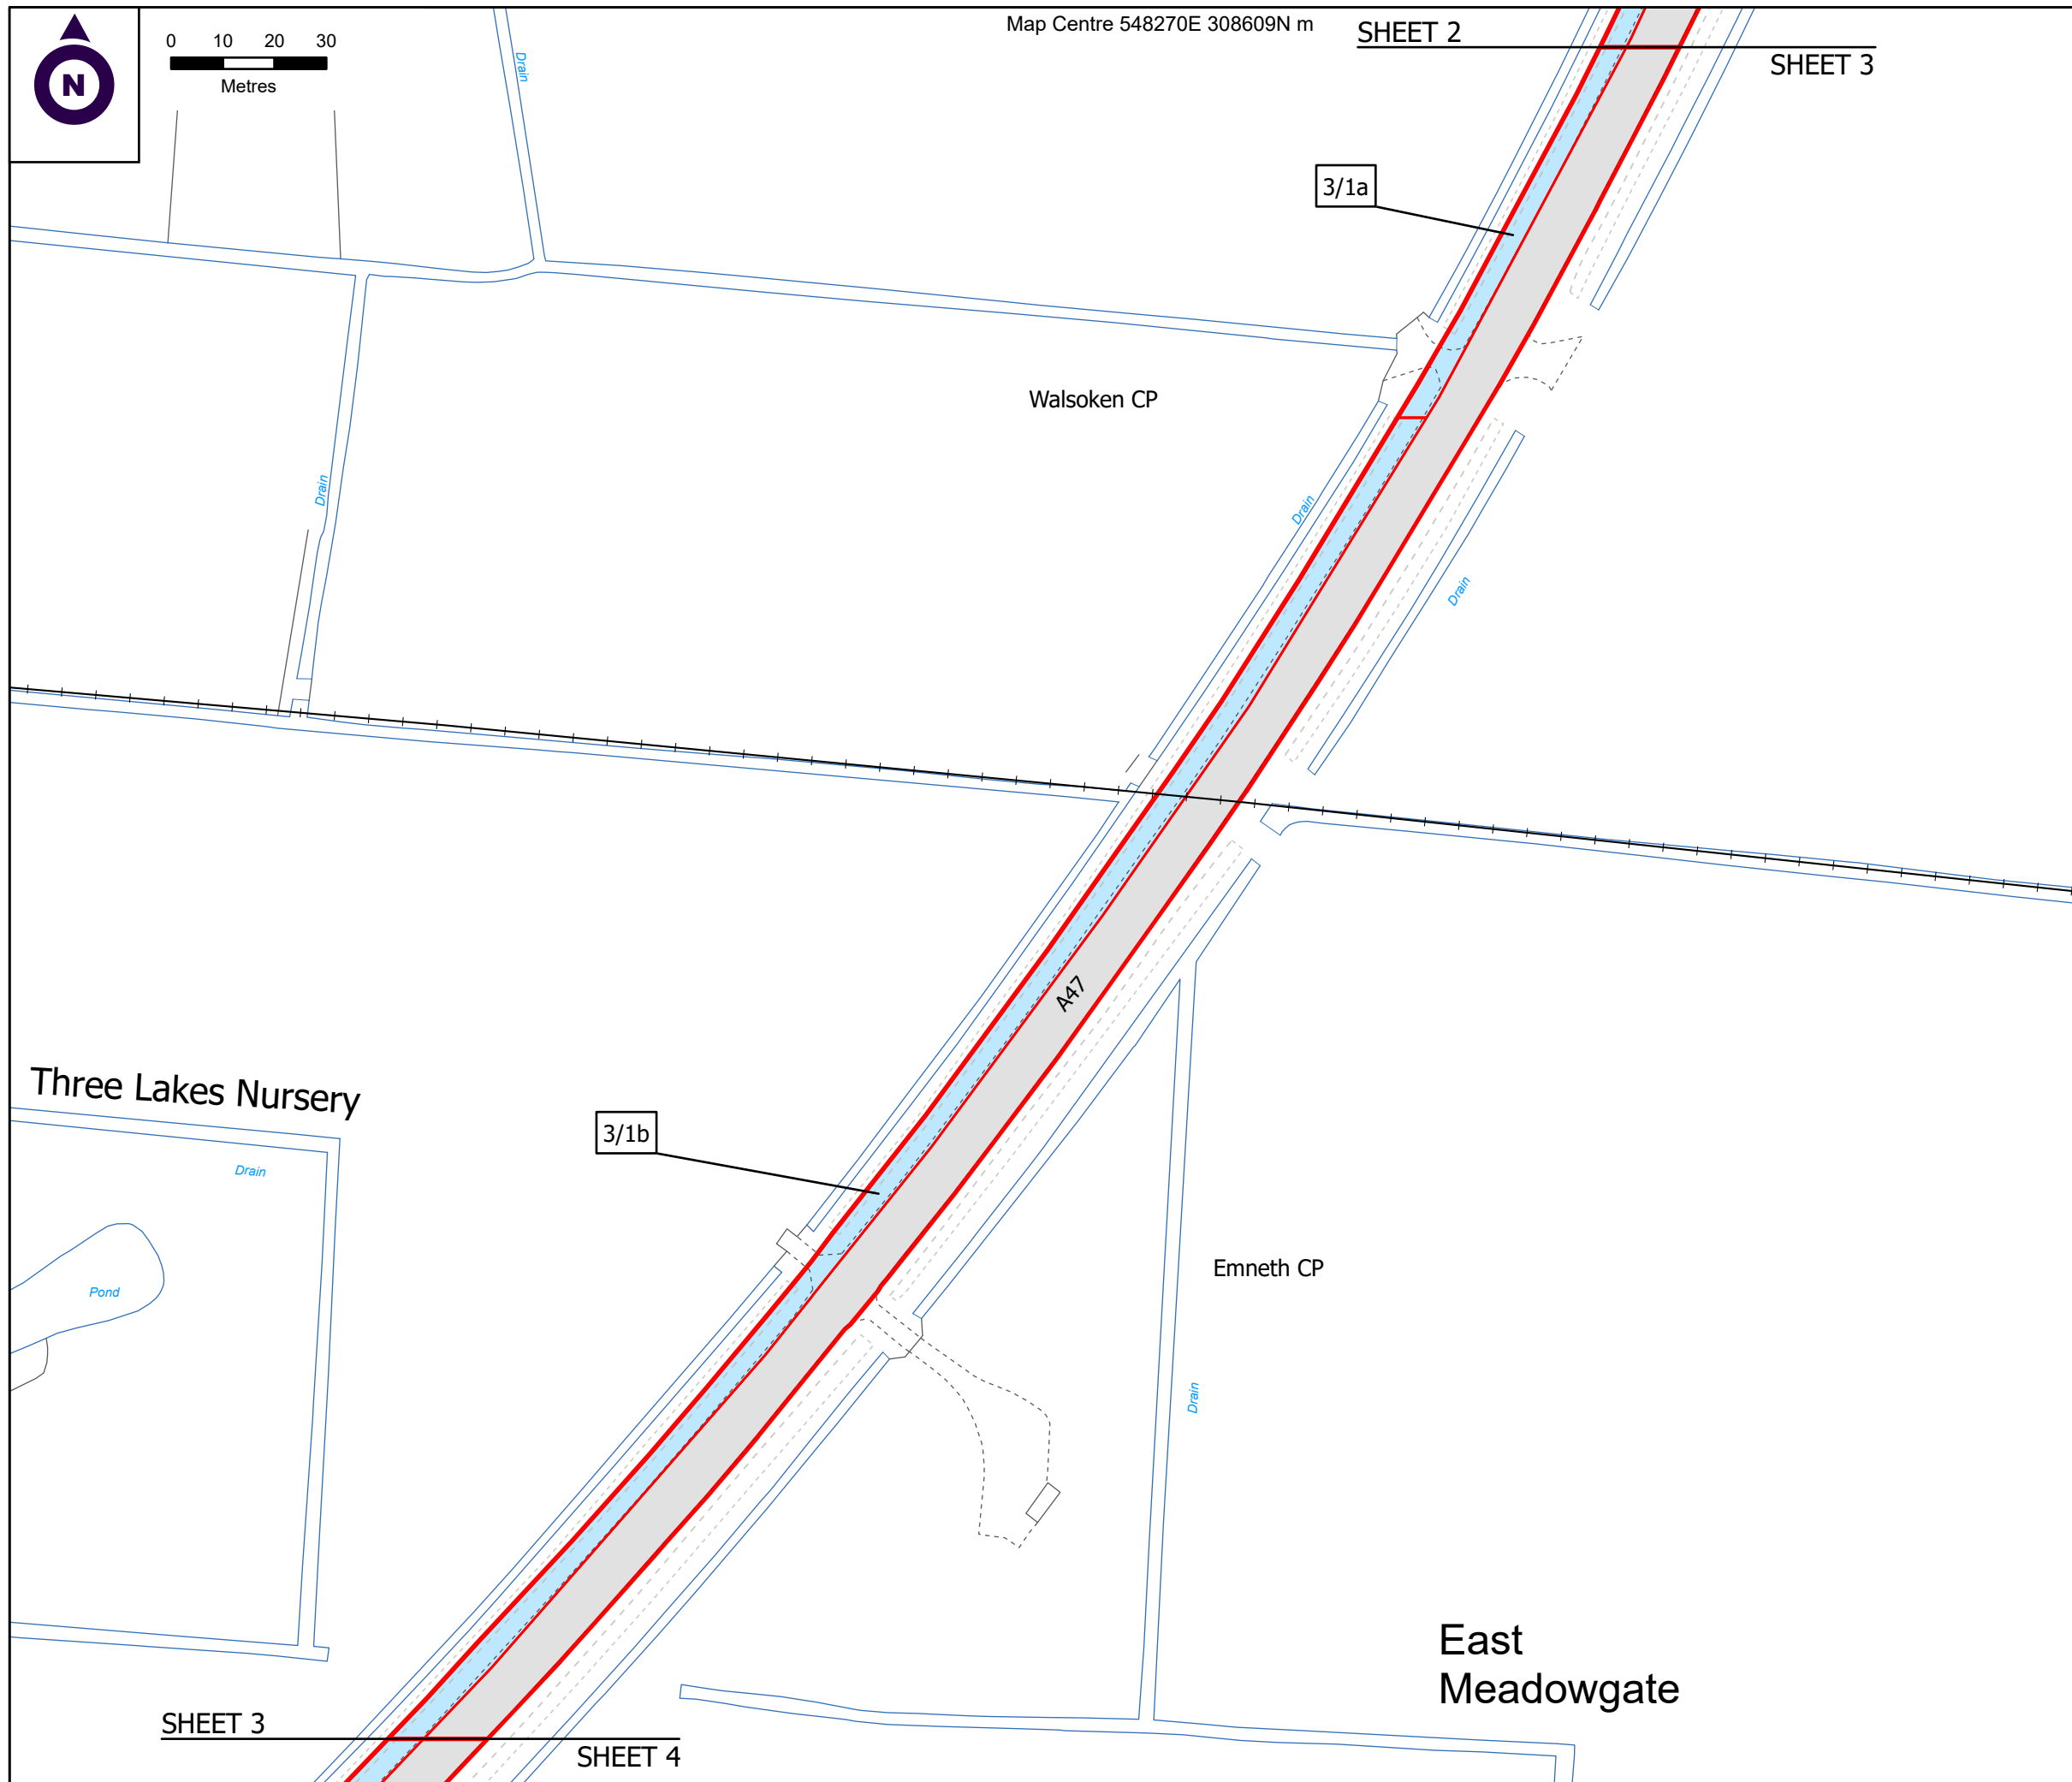 Map Centre 548270E 308609N m
SHEET 2
SHEET 3
N
0 10 20 30
Metres
Drain
3/1a
Walsoken CP
Drain
Drain
Drain
A47
Three Lakes Nursery
3/1b
Drain
Pond
Emneth CP
Drain
East
Meadowgate
SHEET 3
SHEET 4